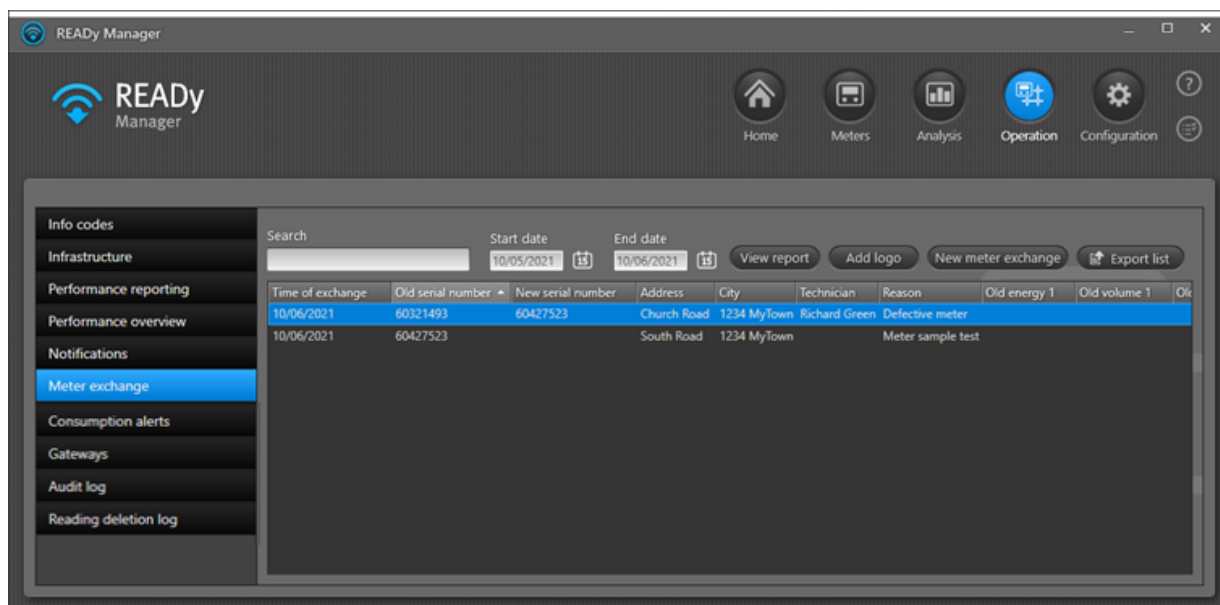 READy Manager
READy
Manager
Home Meters Analysis Operation Configuration
Info codes
Infrastructure
Performance reporting
Performance overview
Notifications
Meter exchange
Consumption alerts
Gateways
Audit log
Reading deletion log
Search Start date End date
10/05/2021 15 10/06/2021 15 View report Add logo New meter exchange Export list
Time of exchange Old serial number New serial number Address City Technician Reason Old energy 1 Old volume 1 Old
10/06/2021 60321493 60427523 Church Road 1234 MyTown Richard Green Defective meter
10/06/2021 60427523 South Road 1234 MyTown Meter sample test